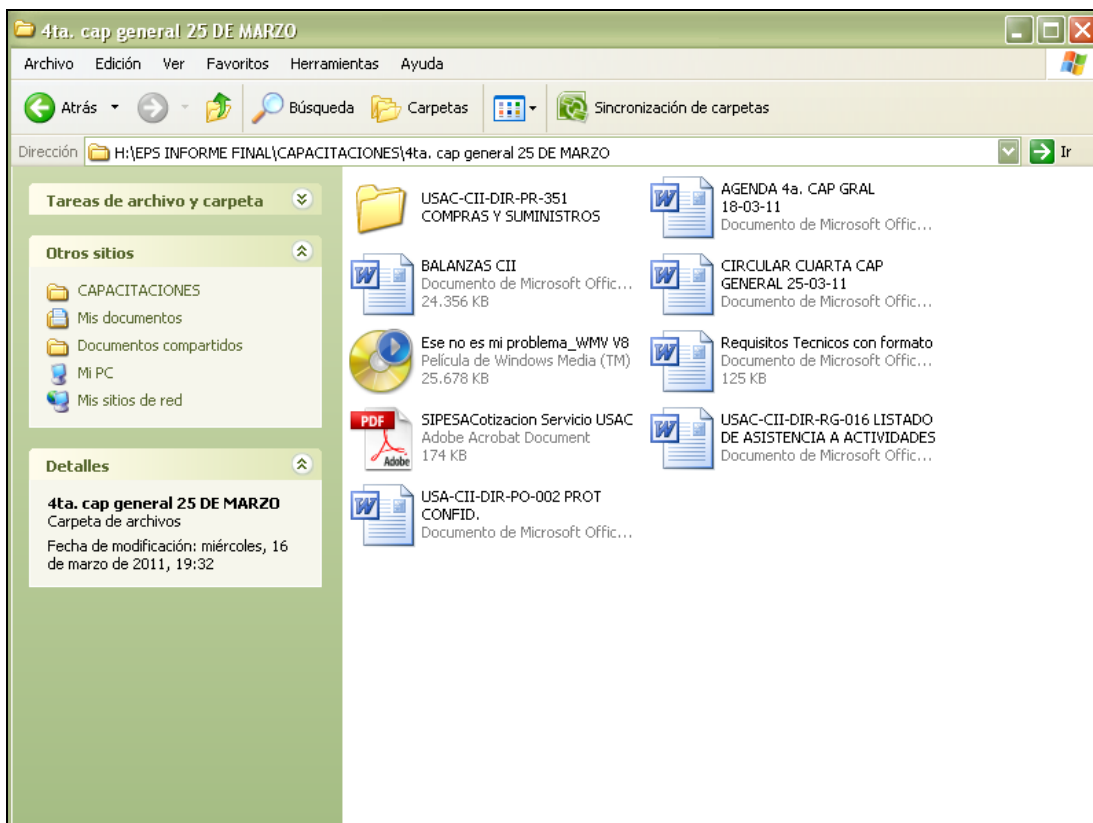 4ta. cap general 25 DE MARZO
Archivo Edición Ver Favoritos Herramientas Ayuda
Atrás Búsqueda Carpetas Sincronización de carpetas
Dirección H:\EPS INFORME FINAL\CAPACITACIONES\4ta. cap general 25 DE MARZO Ir
Tareas de archivo y carpeta
Otros sitios
CAPACITACIONES
Mis documentos
Documentos compartidos
Mi PC
Mis sitios de red
Detalles
4ta. cap general 25 DE MARZO
Carpeta de archivos
Fecha de modificación: miércoles, 16
de marzo de 2011, 19:32
USAC-CII-DIR-PR-351
COMPRAS Y SUMINISTROS
AGENDA 4a. CAP GRAL
18-03-11
Documento de Microsoft Offic...
BALANZAS CII
Documento de Microsoft Offic...
24.356 KB
CIRCULAR CUARTA CAP
GENERAL 25-03-11
Documento de Microsoft Offic...
Ese no es mi problema_WMV V8
Película de Windows Media (TM)
25.678 KB
Requisitos Tecnicos con formato
Documento de Microsoft Offic...
125 KB
PDF
Adobe
SIPESACotizacion Servicio USAC
Adobe Acrobat Document
174 KB
USAC-CII-DIR-RG-016 LISTADO
DE ASISTENCIA A ACTIVIDADES
Documento de Microsoft Offic...
USA-CII-DIR-PO-002 PROT
CONFID.
Documento de Microsoft Offic...